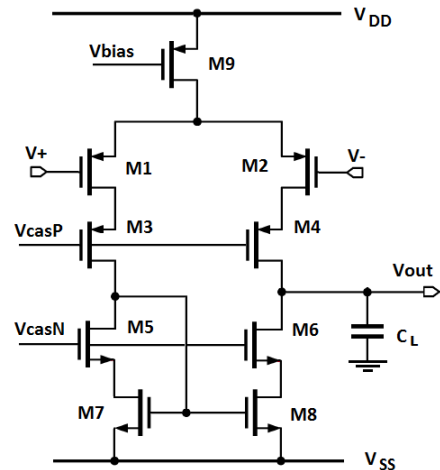 VDD
Vbias
M9
V+
M1
M2
V-
VcasP
M3
M4
Vout
VcasN
M5
M6
CL
M7
M8
VSS